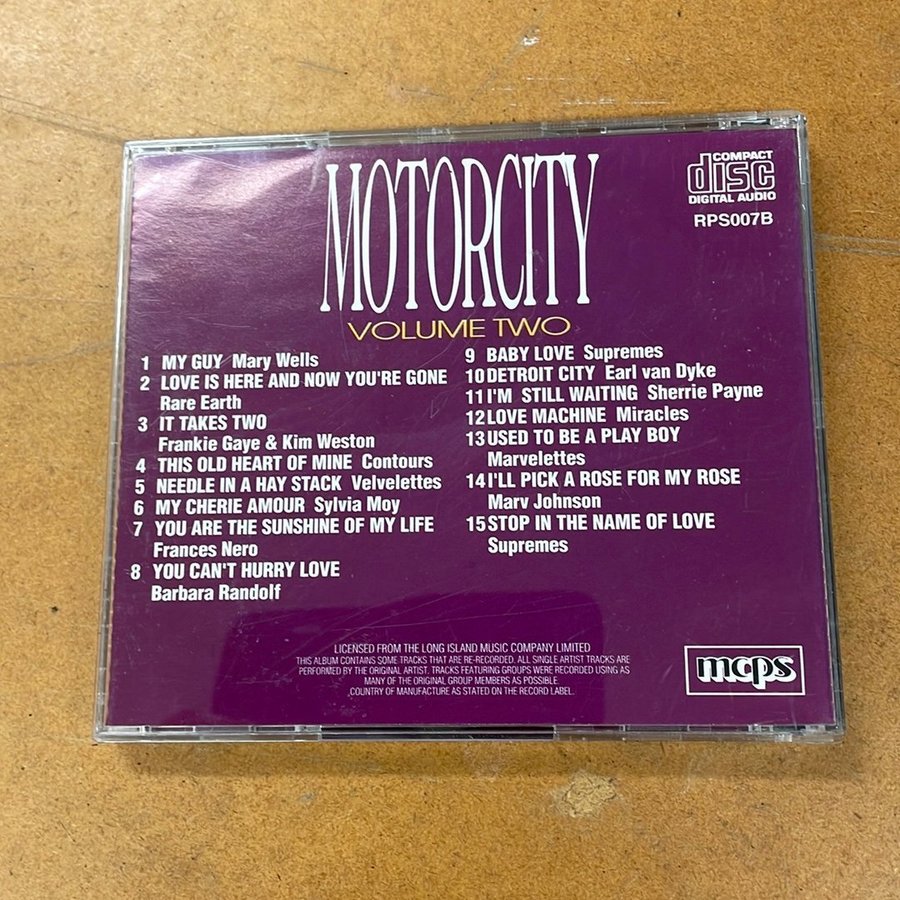 MOTORCITY
VOLUME TWO
COMPACT
disc
DIGITAL AUDIO
RPS007B
1 MY GUY Mary Wells
2 LOVE IS HERE AND NOW YOU'RE GONE
Rare Earth
3 IT TAKES TWO
Frankie Gaye & Kim Weston
4 THIS OLD HEART OF MINE Contours
5 NEEDLE IN A HAY STACK Velvelettes
6 MY CHERIE AMOUR Sylvia Moy
7 YOU ARE THE SUNSHINE OF MY LIFE
Frances Nero
8 YOU CAN'T HURRY LOVE
Barbara Randolf
9 BABY LOVE Supremes
10 DETROIT CITY Earl van Dyke
11 I'M STILL WAITING Sherrie Payne
12 LOVE MACHINE Miracles
13 USED TO BE A PLAY BOY
Marvelettes
14 I'LL PICK A ROSE FOR MY ROSE
Marv Johnson
15 STOP IN THE NAME OF LOVE
Supremes
LICENSED FROM THE LONG ISLAND MUSIC COMPANY LIMITED
THIS ALBUM CONTAINS SOME TRACKS THAT ARE RE-RECORDED. ALL SINGLE ARTIST TRACKS ARE
PERFORMED BY THE ORIGINAL ARTIST. TRACKS FEATURING GROUPS WERE RECORDED USING AS
MANY OF THE ORIGINAL GROUP MEMBERS AS POSSIBLE.
COUNTRY OF MANUFACTURE AS STATED ON THE RECORD LABEL.
mcps